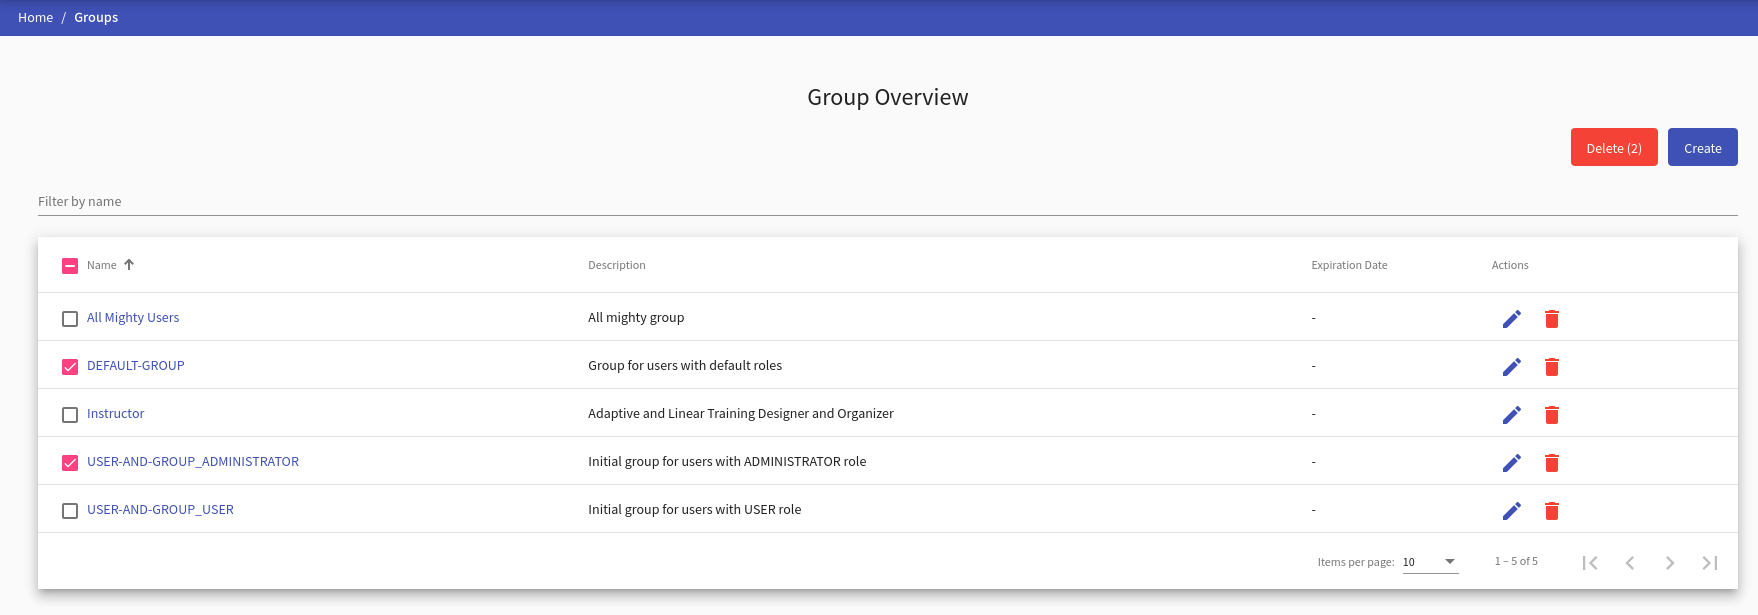 Home / Groups
Group Overview
Delete (2) Create
Filter by name
Name Description Expiration Date Actions
All Mighty Users All mighty group -
DEFAULT-GROUP Group for users with default roles -
Instructor Adaptive and Linear Training Designer and Organizer -
USER-AND-GROUP_ADMINISTRATOR Initial group for users with ADMINISTRATOR role -
USER-AND-GROUP_USER Initial group for users with USER role -
Items per page: 10 1 – 5 of 5